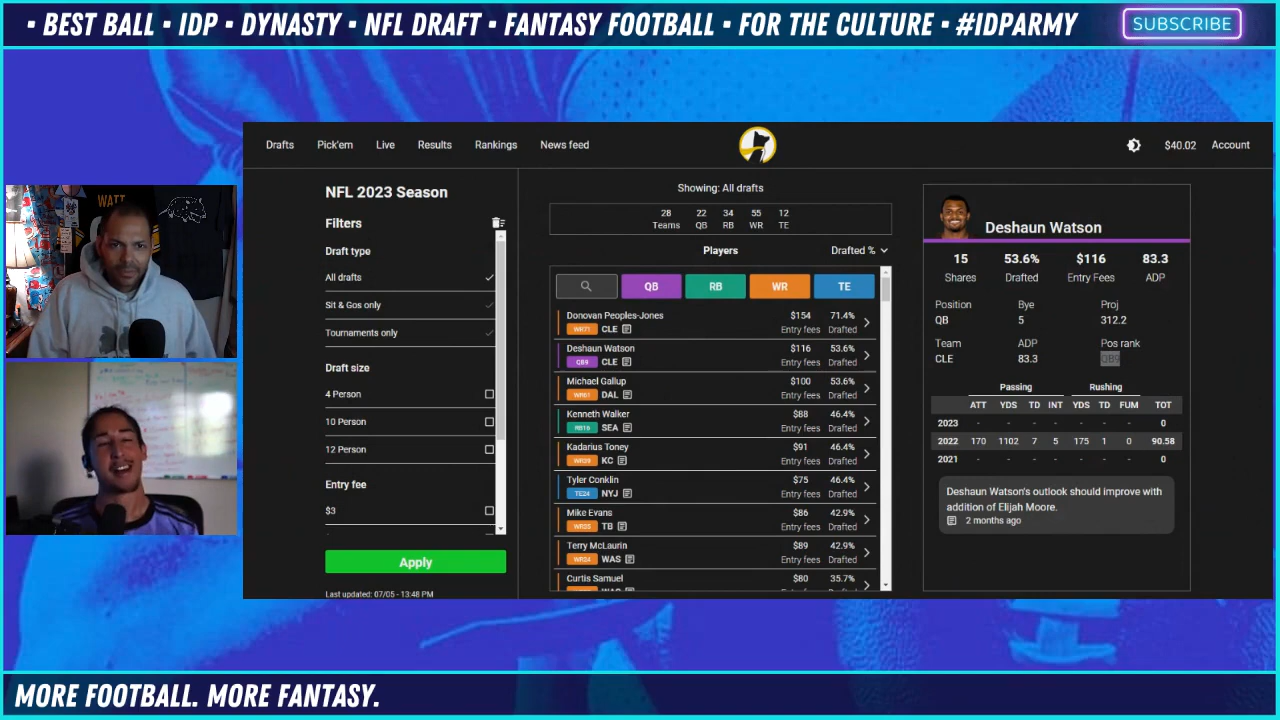 · BEST BALL · IDP · DYNASTY · NFL DRAFT · FANTASY FOOTBALL · FOR THE CULTURE · #IDPARMY
SUBSCRIBE
Drafts Pick'em Live Results Rankings News feed
$40.02 Account
WATT
NFL 2023 Season
Filters
Draft type
All drafts
Sit & Gos only
Tournaments only
Draft size
4 Person
10 Person
12 Person
Entry fee
$3
Apply
Last updated: 07/05 - 13:48 PM
Showing: All drafts
28 22 34 55 12
Teams QB RB WR TE
Players Drafted %
QB RB WR TE
Donovan Peoples-Jones $154 71.4%
WR71 CLE Entry fees Drafted
Deshaun Watson $116 53.6%
QB9 CLE Entry fees Drafted
Michael Gallup $100 53.6%
WR81 DAL Entry fees Drafted
Kenneth Walker $88 46.4%
RB16 SEA Entry fees Drafted
Kadarius Toney $91 46.4%
KC Entry fees Drafted
Tyler Conklin $75 46.4%
TE24 NYJ Entry fees Drafted
Mike Evans $86 42.9%
TB Entry fees Drafted
Terry McLaurin $89 42.9%
WR24 WAS Entry fees Drafted
Curtis Samuel $80 35.7%
Deshaun Watson
15 53.6% $116 83.3
Shares Drafted Entry Fees ADP
Position Bye Proj
QB 5 312.2
Team ADP Pos rank
CLE 83.3 QB9
Passing Rushing
ATT YDS TD INT YDS TD FUM TOT
2023 - - - - - - - 0
2022 170 1102 7 5 175 1 0 90.58
2021 - - - - - - - 0
Deshaun Watson's outlook should improve with
addition of Elijah Moore.
2 months ago
MORE FOOTBALL. MORE FANTASY.